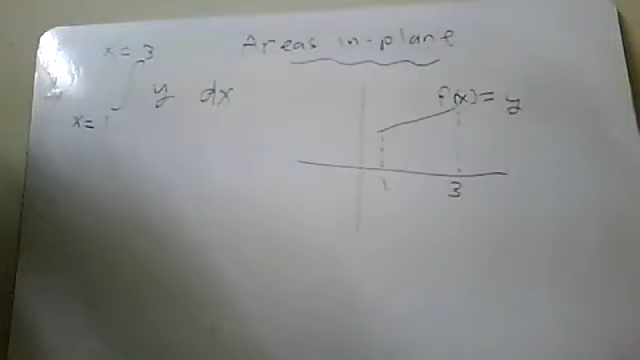 Areas in-plane
x = 3
∫ y dx
x = 1
f(x) = y
1 3